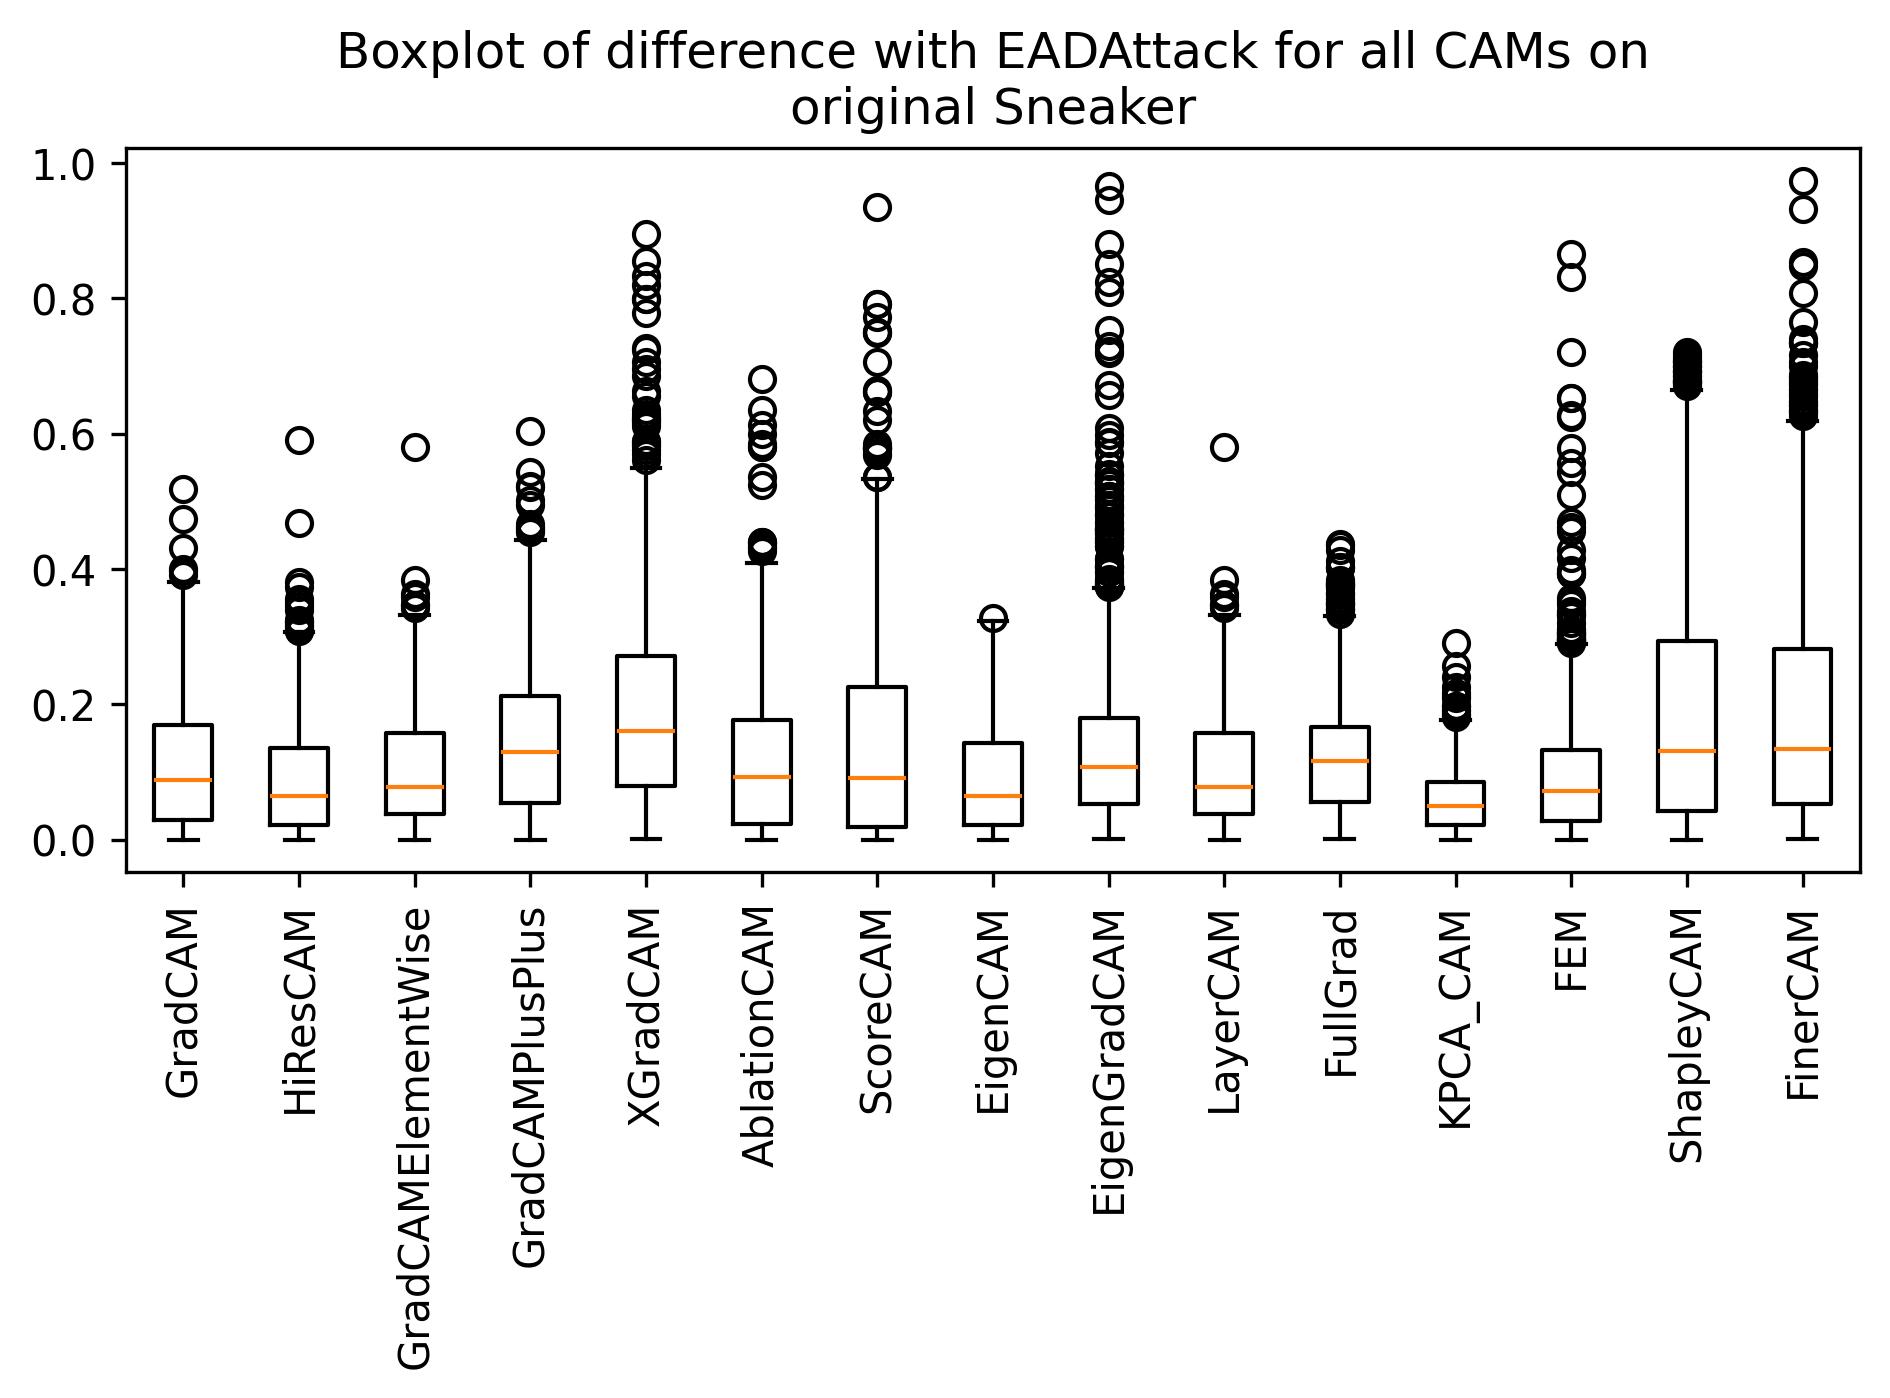 Boxplot of difference with EADAttack for all CAMs on
original Sneaker
1.0
0.8
0.6
0.4
0.2
0.0
GradCAM
HiResCAM
GradCAMElementWise
GradCAMPlusPlus
XGradCAM
AblationCAM
ScoreCAM
EigenCAM
EigenGradCAM
LayerCAM
FullGrad
KPCA_CAM
FEM
ShapleyCAM
FinerCAM